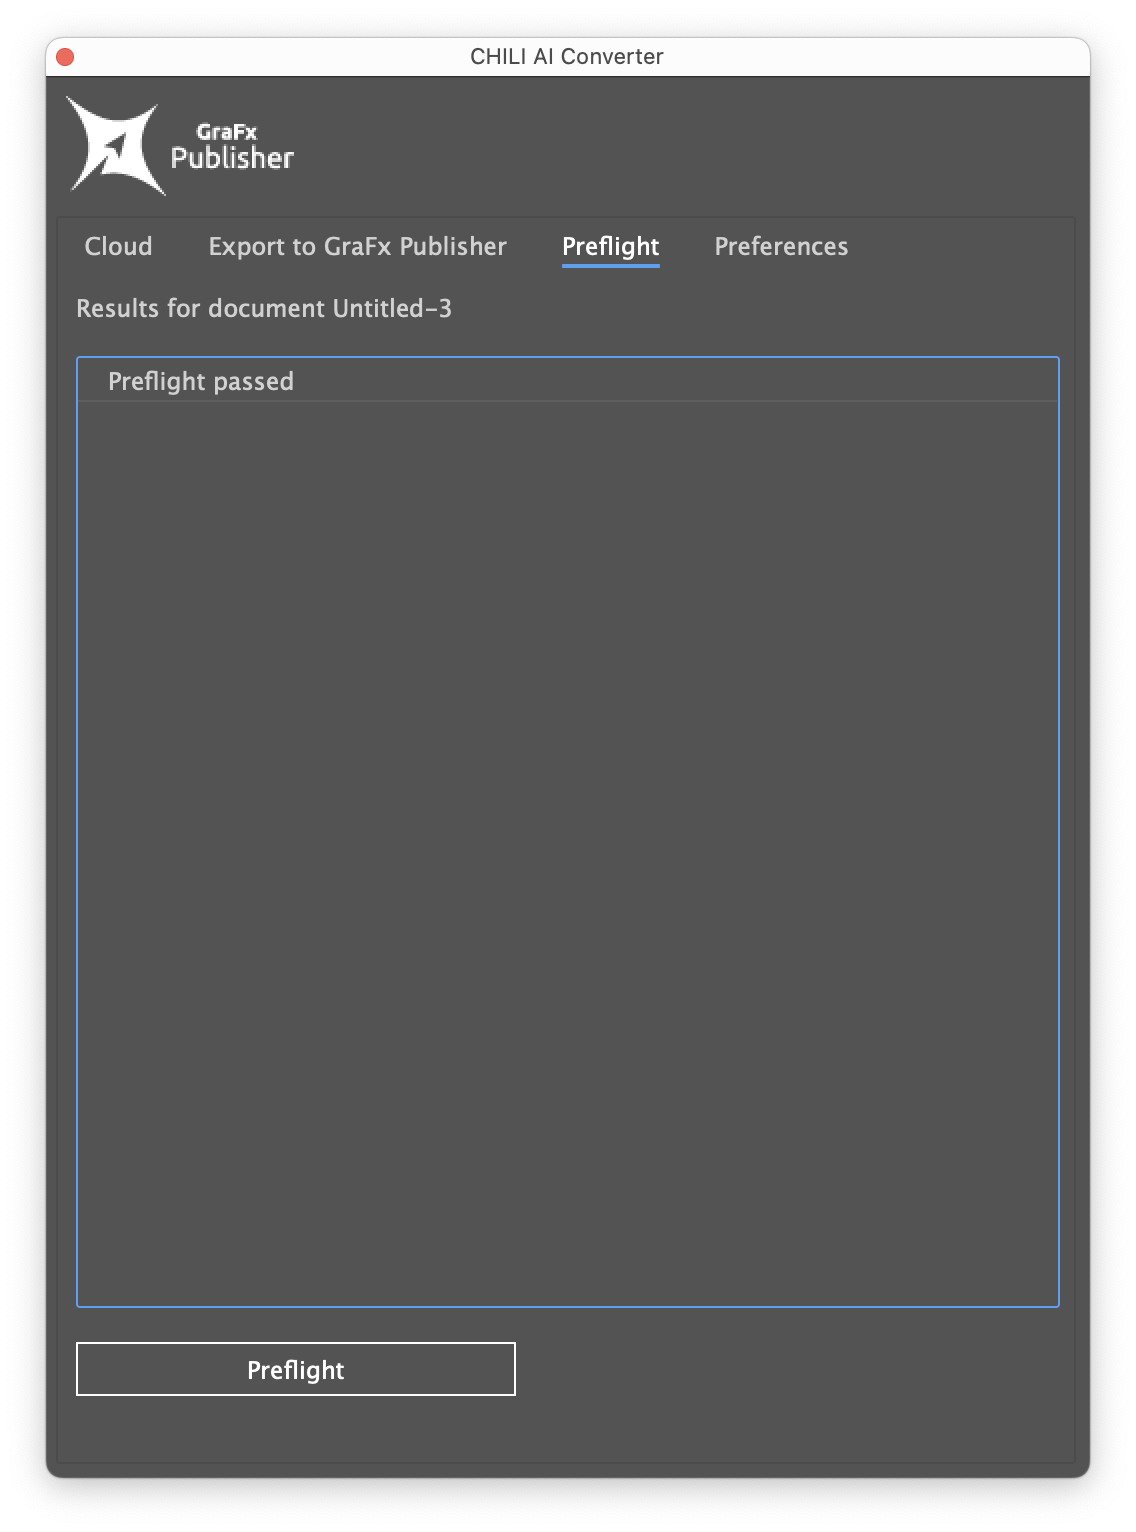 CHILI AI Converter
GraFx
Publisher
Cloud Export to GraFx Publisher Preflight Preferences
Results for document Untitled-3
Preflight passed
Preflight